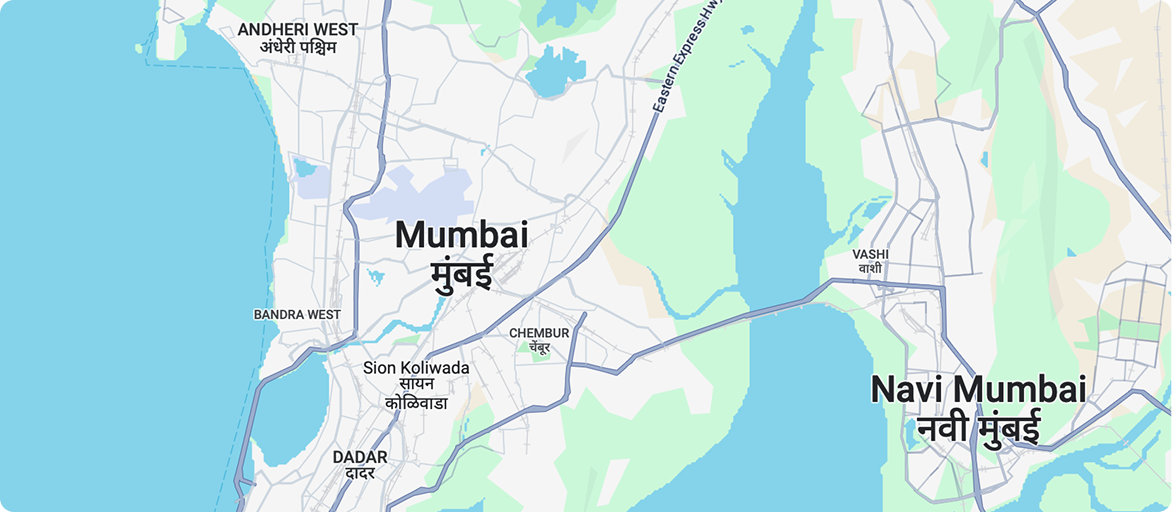 ANDHERI WEST
अंधेरी पश्चिम
Eastern Express Hwy
Mumbai
मुंबई
VASHI
वाशी
BANDRA WEST
CHEMBUR
चेंबूर
Sion Koliwada
सायन
कोळिवाडा
Navi Mumbai
नवी मुंबई
DADAR
दादर